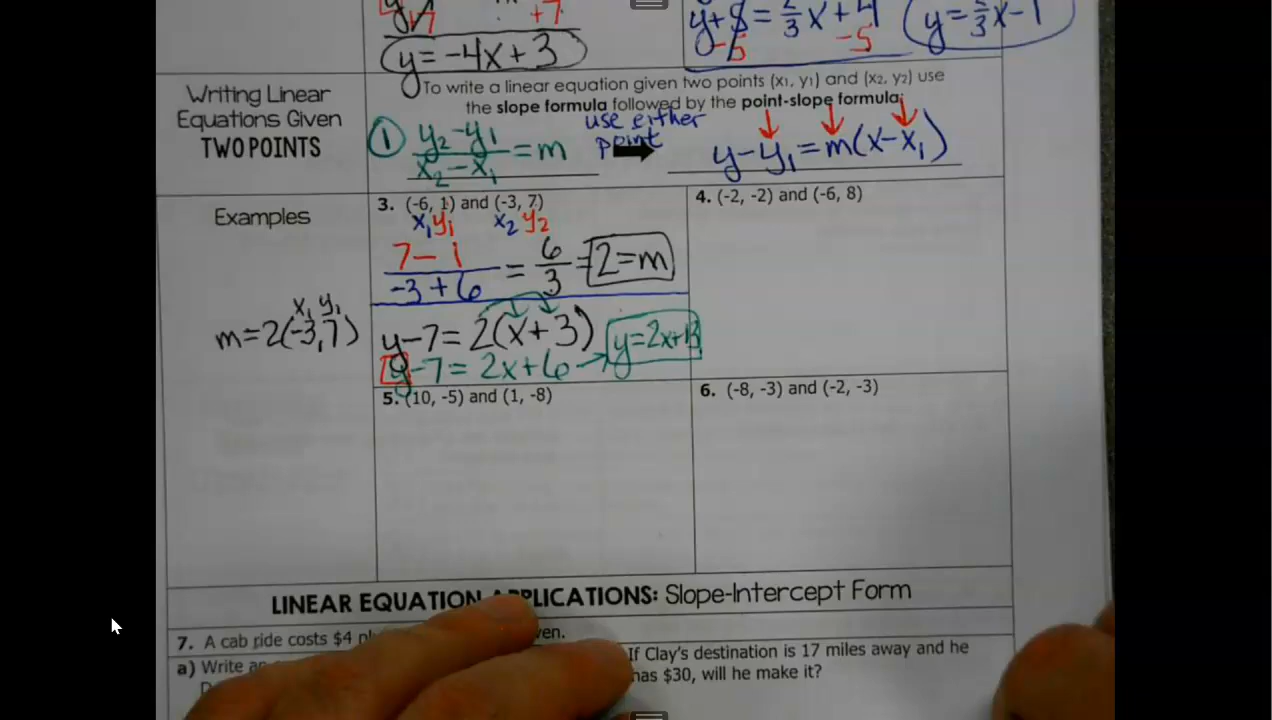 +7
y = -4x + 3
= 2/3 x + 4
-5 -5
y = 2/3 x - 1
Writing Linear
Equations Given
TWO POINTS
To write a linear equation given two points (x₁, y₁) and (x₂, y₂) use
the slope formula followed by the point-slope formula:
① y₂-y₁ / x₂-x₁ = m
use either
point
y-y₁ = m(x-x₁)
Examples
3. (-6, 1) and (-3, 7)
x₁ y₁ x₂ y₂
7-1 / -3+6 = 6/3 = 2 = m
x₁ y₁
m=2(-3,7)
y-7 = 2(x+3)
y-7 = 2x+6 → y=2x+13
4. (-2, -2) and (-6, 8)
5. (10, -5) and (1, -8)
6. (-8, -3) and (-2, -3)
LINEAR EQUATION APPLICATIONS: Slope-Intercept Form
7. A cab ride costs $4
a) Write
If Clay's destination is 17 miles away and he
has $30, will he make it?